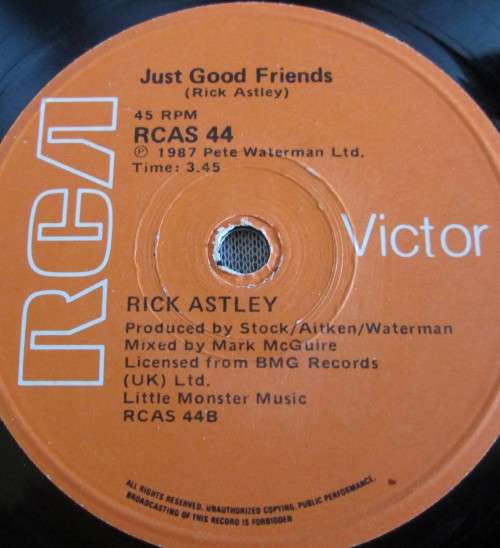 Just Good Friends
(Rick Astley)
45 RPM
RCAS 44
℗ 1987 Pete Waterman Ltd.
Time: 3.45
RCA
Victor
RICK ASTLEY
Produced by Stock/Aitken/Waterman
Mixed by Mark McGuire
Licensed from BMG Records
(UK) Ltd.
Little Monster Music
RCAS 44B
ALL RIGHTS RESERVED. UNAUTHORIZED COPYING, PUBLIC PERFORMANCE,
BROADCASTING OF THIS RECORD IS FORBIDDEN